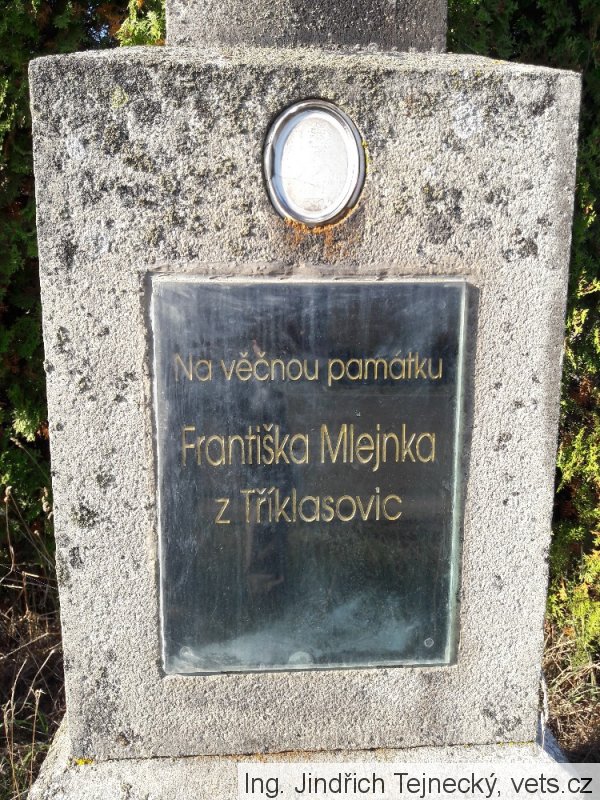 Na věčnou památku
Františka Mlejnka
z Tříklasovic
Ing. Jindřich Tejnecký, vets.cz